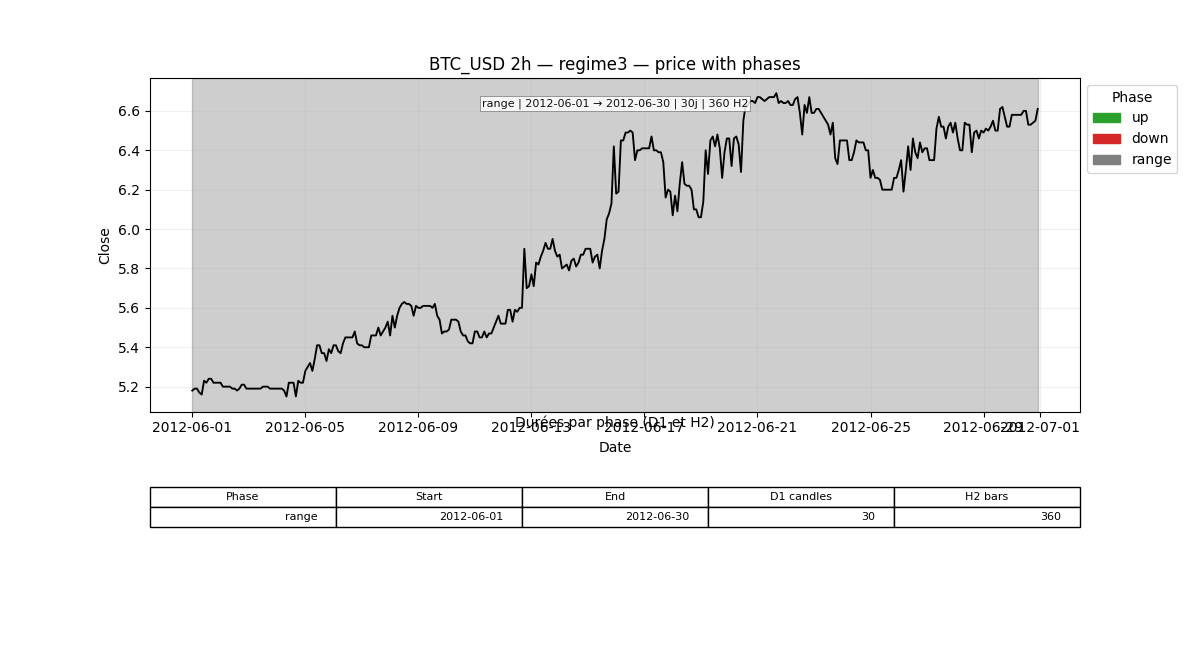 BTC_USD 2h — regime3 — price with phases
range | 2012-06-01 → 2012-06-30 | 30j | 360 H2
Phase
up
down
range
Close
6.6
6.4
6.2
6.0
5.8
5.6
5.4
5.2
Durées par phase (D1 et H2)
2012-06-01 2012-06-05 2012-06-09 2012-06-13 2012-06-17 2012-06-21 2012-06-25 2012-06-29 2012-07-01
Date
Phase Start End D1 candles H2 bars
range 2012-06-01 2012-06-30 30 360